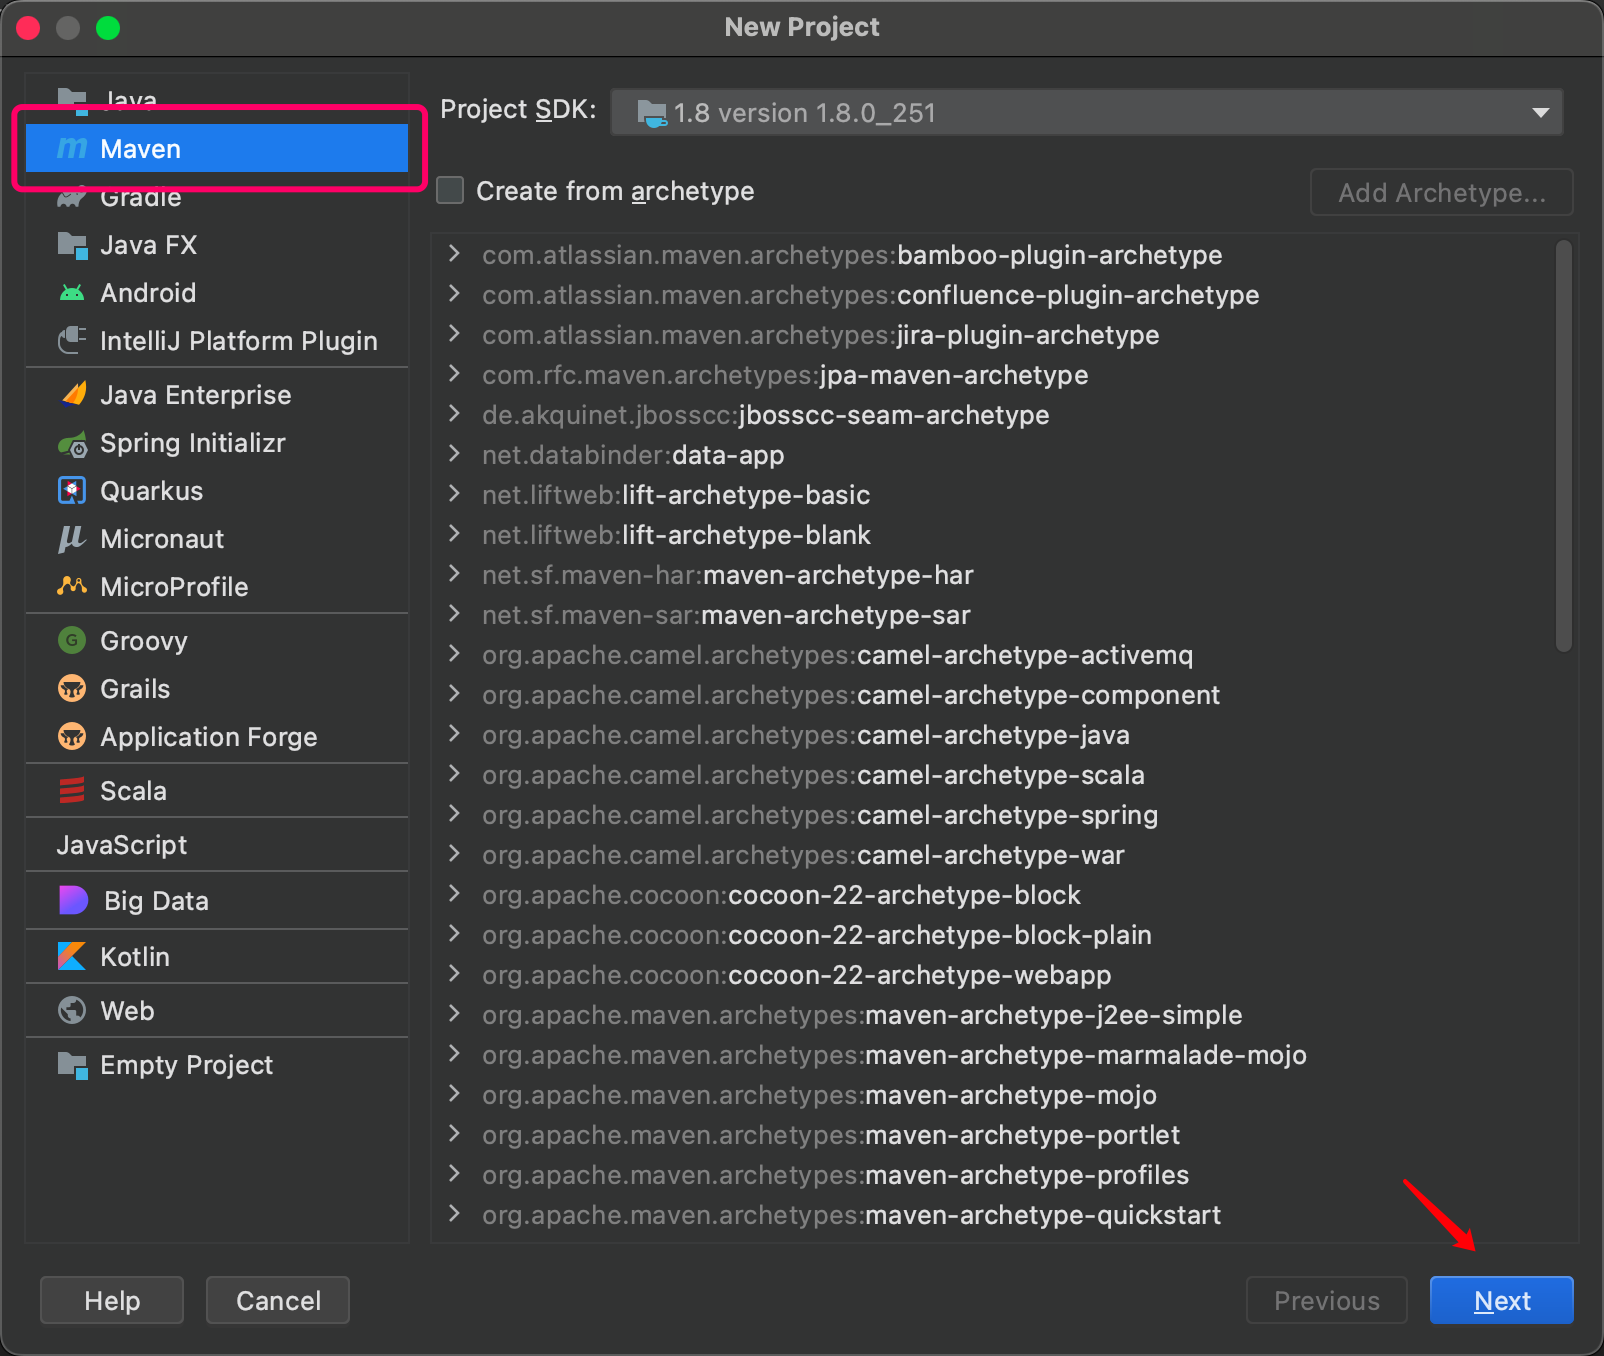 New Project
Java
Maven
Gradle
Java FX
Android
IntelliJ Platform Plugin
Java Enterprise
Spring Initializr
Quarkus
Micronaut
MicroProfile
Groovy
Grails
Application Forge
Scala
JavaScript
Big Data
Kotlin
Web
Empty Project
Project SDK: 1.8 version 1.8.0_251
Create from archetype
Add Archetype...
com.atlassian.maven.archetypes:bamboo-plugin-archetype
com.atlassian.maven.archetypes:confluence-plugin-archetype
com.atlassian.maven.archetypes:jira-plugin-archetype
com.rfc.maven.archetypes:jpa-maven-archetype
de.akquinet.jbosscc:jbosscc-seam-archetype
net.databinder:data-app
net.liftweb:lift-archetype-basic
net.liftweb:lift-archetype-blank
net.sf.maven-har:maven-archetype-har
net.sf.maven-sar:maven-archetype-sar
org.apache.camel.archetypes:camel-archetype-activemq
org.apache.camel.archetypes:camel-archetype-component
org.apache.camel.archetypes:camel-archetype-java
org.apache.camel.archetypes:camel-archetype-scala
org.apache.camel.archetypes:camel-archetype-spring
org.apache.camel.archetypes:camel-archetype-war
org.apache.cocoon:cocoon-22-archetype-block
org.apache.cocoon:cocoon-22-archetype-block-plain
org.apache.cocoon:cocoon-22-archetype-webapp
org.apache.maven.archetypes:maven-archetype-j2ee-simple
org.apache.maven.archetypes:maven-archetype-marmalade-mojo
org.apache.maven.archetypes:maven-archetype-mojo
org.apache.maven.archetypes:maven-archetype-portlet
org.apache.maven.archetypes:maven-archetype-profiles
org.apache.maven.archetypes:maven-archetype-quickstart
Help
Cancel
Previous
Next